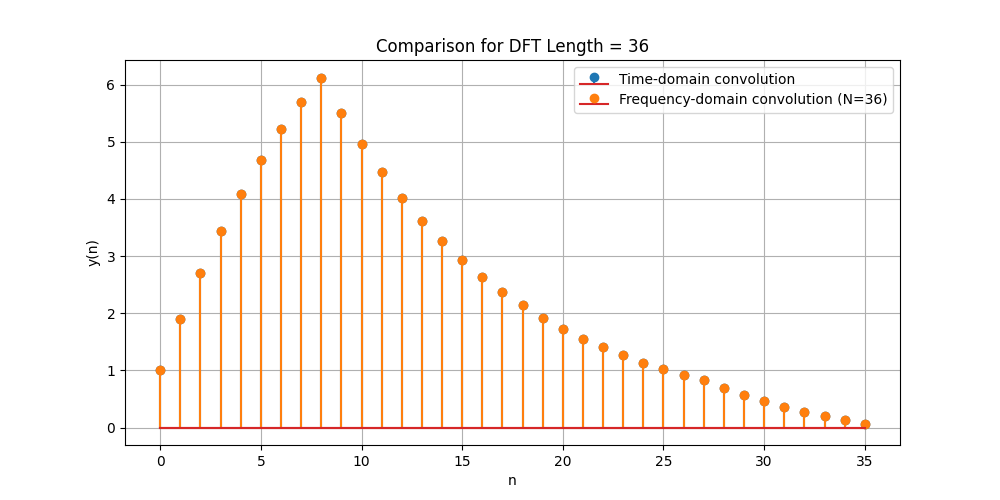 Comparison for DFT Length = 36
Time-domain convolution
Frequency-domain convolution (N=36)
y(n)
6
5
4
3
2
1
0
0 5 10 15 20 25 30 35
n